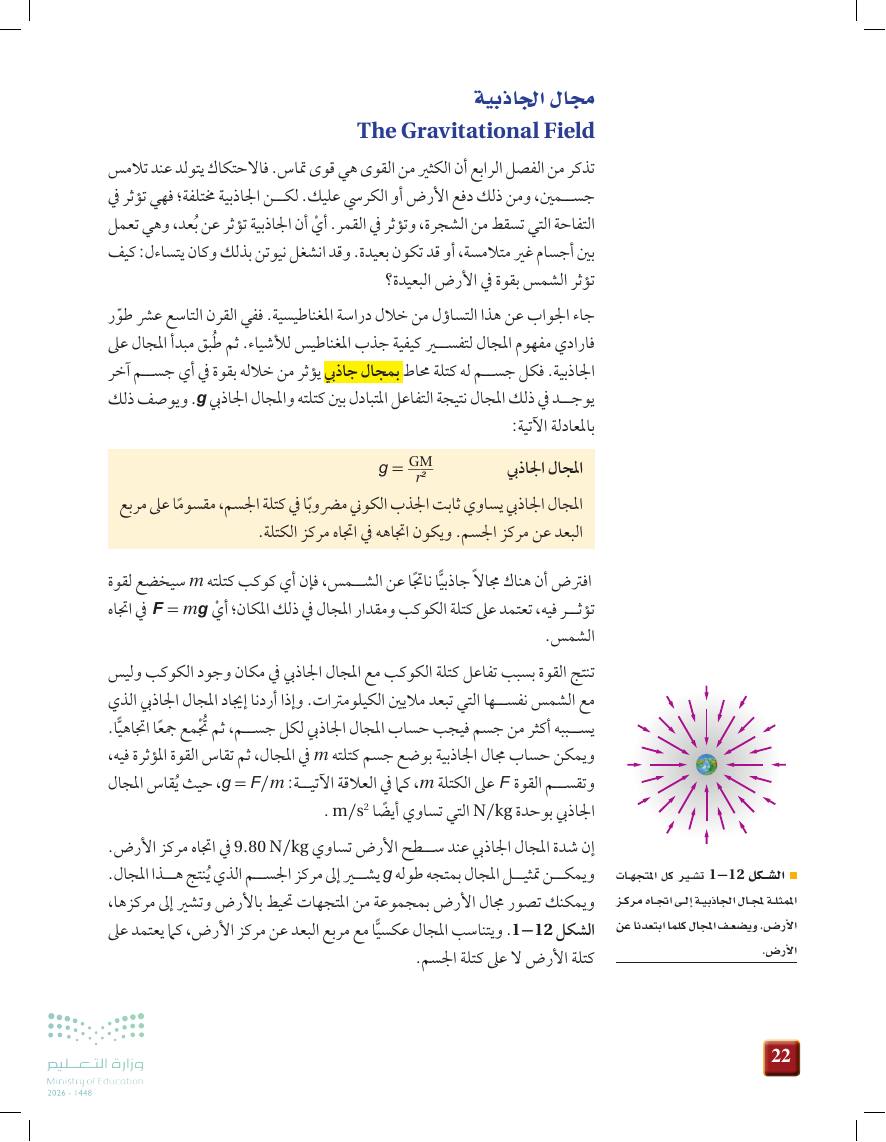 مجال الجاذبية
The Gravitational Field
تذكر من الفصل الرابع أن الكثير من القوى هي قوى تماس. فالاحتكاك يتولد عند تلامس
جسمين، ومن ذلك دفع الأرض أو الكرسي عليك. لكن الجاذبية مختلفة؛ فهي تؤثر في
التفاحة التي تسقط من الشجرة، وتؤثر في القمر. أيْ أن الجاذبية تؤثر عن بُعد، وهي تعمل
بين أجسام غير متلامسة، أو قد تكون بعيدة. وقد انشغل نيوتن بذلك وكان يتساءل: كيف
تؤثر الشمس بقوة في الأرض البعيدة؟
جاء الجواب عن هذا التساؤل من خلال دراسة المغناطيسية. ففي القرن التاسع عشر طوّر
فارادي مفهوم المجال لتفسير كيفية جذب المغناطيس للأشياء. ثم طُبق مبدأ المجال على
الجاذبية. فكل جسم له كتلة محاط بمجال جاذبي يؤثر من خلاله بقوة في أي جسم آخر
يوجد في ذلك المجال نتيجة التفاعل المتبادل بين كتلته والمجال الجاذبي g. ويوصف ذلك
بالمعادلة الآتية:
المجال الجاذبي g = GM/r²
المجال الجاذبي يساوي ثابت الجذب الكوني مضروبًا في كتلة الجسم، مقسومًا على مربع
البعد عن مركز الجسم. ويكون اتجاهه في اتجاه مركز الكتلة.
افترض أن هناك مجالاً جاذبيًّا ناتجًا عن الشمس، فإن أي كوكب كتلته m سيخضع لقوة
تؤثر فيه، تعتمد على كتلة الكوكب ومقدار المجال في ذلك المكان؛ أيْ F = mg في اتجاه
الشمس.
تنتج القوة بسبب تفاعل كتلة الكوكب مع المجال الجاذبي في مكان وجود الكوكب وليس
مع الشمس نفسها التي تبعد ملايين الكيلومترات. وإذا أردنا إيجاد المجال الجاذبي الذي
يسببه أكثر من جسم فيجب حساب المجال الجاذبي لكل جسم، ثم تُجْمع جمعًا اتجاهيًّا.
ويمكن حساب مجال الجاذبية بوضع جسم كتلته m في المجال، ثم تقاس القوة المؤثرة فيه،
وتقسم القوة F على الكتلة m، كما في العلاقة الآتية: g = F/m، حيث يُقاس المجال
الجاذبي بوحدة N/kg التي تساوي أيضًا m/s² .
إن شدة المجال الجاذبي عند سطح الأرض تساوي 9.80 N/kg في اتجاه مركز الأرض.
ويمكن تمثيل المجال بمتجه طوله g يشير إلى مركز الجسم الذي يُنتج هذا المجال.
ويمكنك تصور مجال الأرض بمجموعة من المتجهات تحيط بالأرض وتشير إلى مركزها،
الشكل 12–1. ويتناسب المجال عكسيًّا مع مربع البعد عن مركز الأرض، كما يعتمد على
كتلة الأرض لا على كتلة الجسم.
الشكل 12–1 تشير كل المتجهات
الممثلة لمجال الجاذبية إلى اتجاه مركز
الأرض. ويضعف المجال كلما ابتعدنا عن
الأرض.
وزارة التعليم
Ministry of Education
2026 - 1448
22